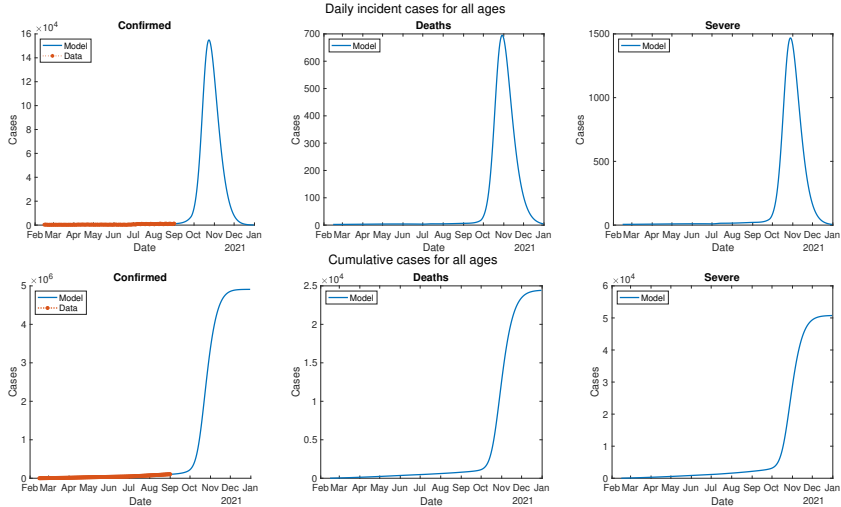 Daily incident cases for all ages
Confirmed
×10^4
16
14
12
10
8
6
4
2
0
Cases
Model
Data
Feb Mar Apr May Jun Jul Aug Sep Oct Nov Dec Jan
Date
2021
Deaths
700
600
500
400
300
200
100
0
Cases
Model
Feb Mar Apr May Jun Jul Aug Sep Oct Nov Dec Jan
Date
2021
Severe
1500
1000
500
0
Cases
Model
Feb Mar Apr May Jun Jul Aug Sep Oct Nov Dec Jan
Date
2021
Cumulative cases for all ages
Confirmed
×10^6
5
4
3
2
1
0
Cases
Model
Data
Feb Mar Apr May Jun Jul Aug Sep Oct Nov Dec Jan
Date
2021
Deaths
×10^4
2.5
2
1.5
1
0.5
0
Cases
Model
Feb Mar Apr May Jun Jul Aug Sep Oct Nov Dec Jan
Date
2021
Severe
×10^4
6
5
4
3
2
1
0
Cases
Model
Feb Mar Apr May Jun Jul Aug Sep Oct Nov Dec Jan
Date
2021